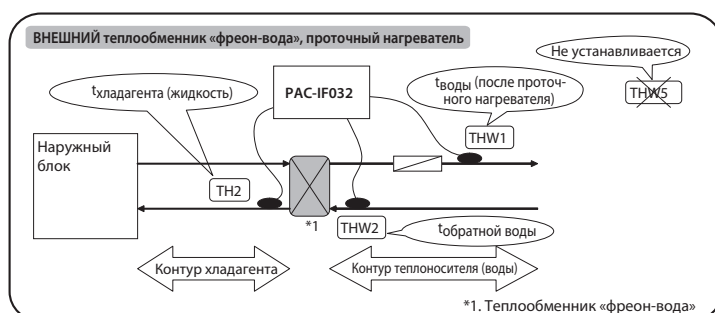 ВНЕШНИЙ теплообменник «фреон-вода», проточный нагреватель
Не устанавливается
THW5
tхладагента (жидкость)
PAC-IF032
tводы (после проточ-
ного нагревателя)
THW1
Наружный
блок
TH2
*1
THW2
tобратной воды
Контур хладагента
Контур теплоносителя (воды)
*1. Теплообменник «фреон-вода»